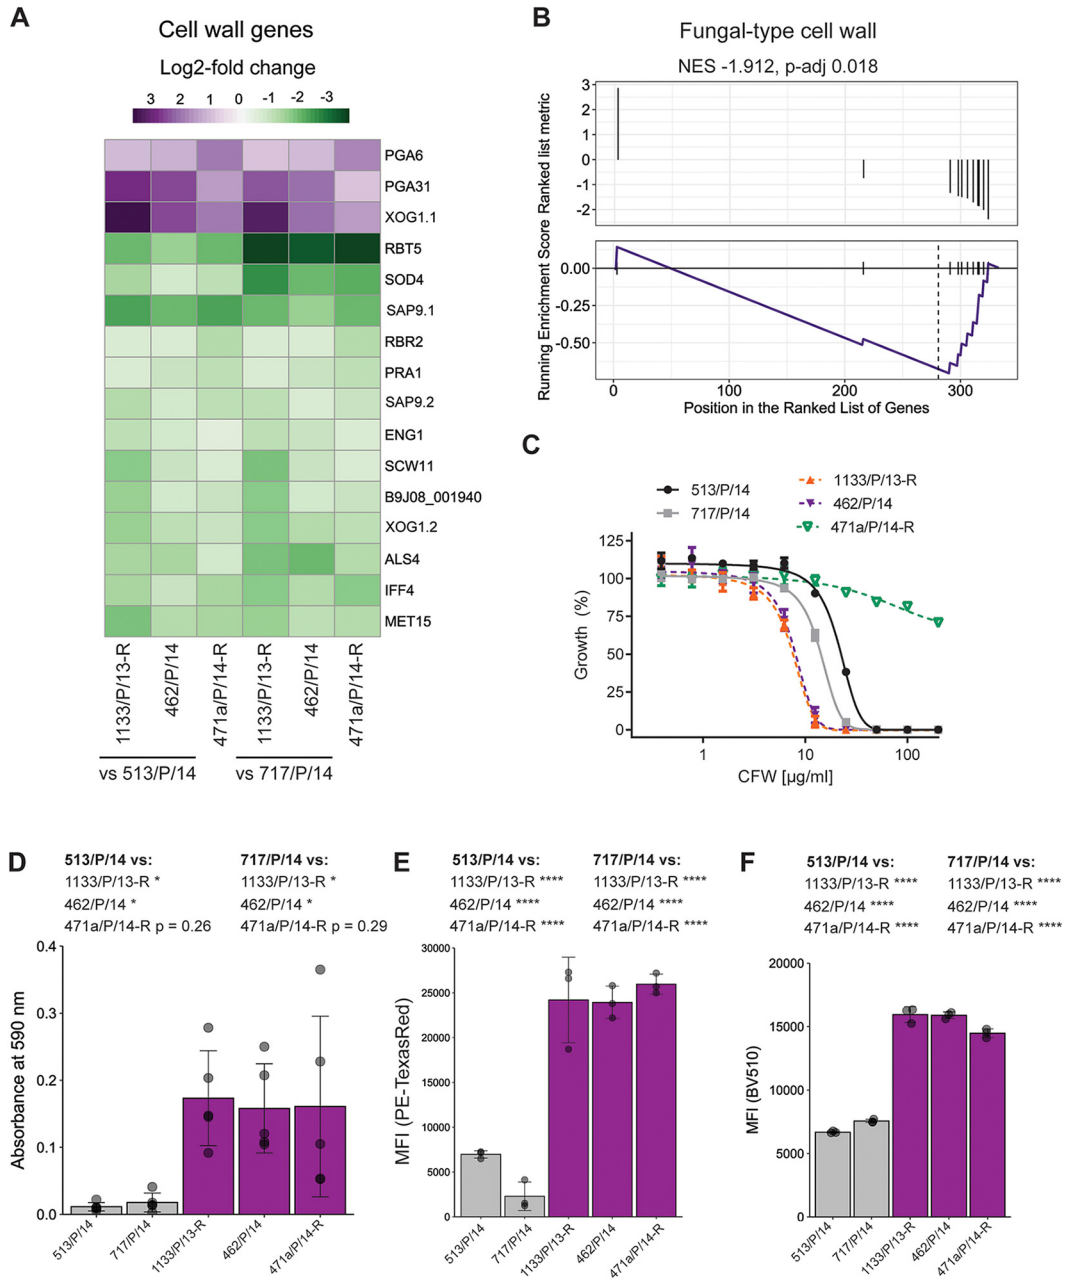 A
Cell wall genes
Log2-fold change
3 2 1 0 -1 -2 -3
PGA6
PGA31
XOG1.1
RBT5
SOD4
SAP9.1
RBR2
PRA1
SAP9.2
ENG1
SCW11
B9J08_001940
XOG1.2
ALS4
IFF4
MET15
1133/P/13-R
462/P/14
471a/P/14-R
1133/P/13-R
462/P/14
471a/P/14-R
vs 513/P/14
vs 717/P/14
B
Fungal-type cell wall
NES -1.912, p-adj 0.018
Ranked list metric
3
2
1
0
-1
-2
Running Enrichment Score
0.00
-0.25
-0.50
0 100 200 300
Position in the Ranked List of Genes
C
513/P/14
717/P/14
1133/P/13-R
462/P/14
471a/P/14-R
Growth (%)
125
100
75
50
25
0
1 10 100
CFW [µg/ml]
D
513/P/14 vs:
1133/P/13-R *
462/P/14 *
471a/P/14-R p = 0.26
717/P/14 vs:
1133/P/13-R *
462/P/14 *
471a/P/14-R p = 0.29
Absorbance at 590 nm
0.4
0.3
0.2
0.1
0.0
513/P/14
717/P/14
1133/P/13-R
462/P/14
471a/P/14-R
E
513/P/14 vs:
1133/P/13-R ****
462/P/14 ****
471a/P/14-R ****
717/P/14 vs:
1133/P/13-R ****
462/P/14 ****
471a/P/14-R ****
MFI (PE-TexasRed)
30000
25000
20000
15000
10000
5000
0
513/P/14
717/P/14
1133/P/13-R
462/P/14
471a/P/14-R
F
513/P/14 vs:
1133/P/13-R ****
462/P/14 ****
471a/P/14-R ****
717/P/14 vs:
1133/P/13-R ****
462/P/14 ****
471a/P/14-R ****
MFI (BV510)
20000
15000
10000
5000
0
513/P/14
717/P/14
1133/P/13-R
462/P/14
471a/P/14-R